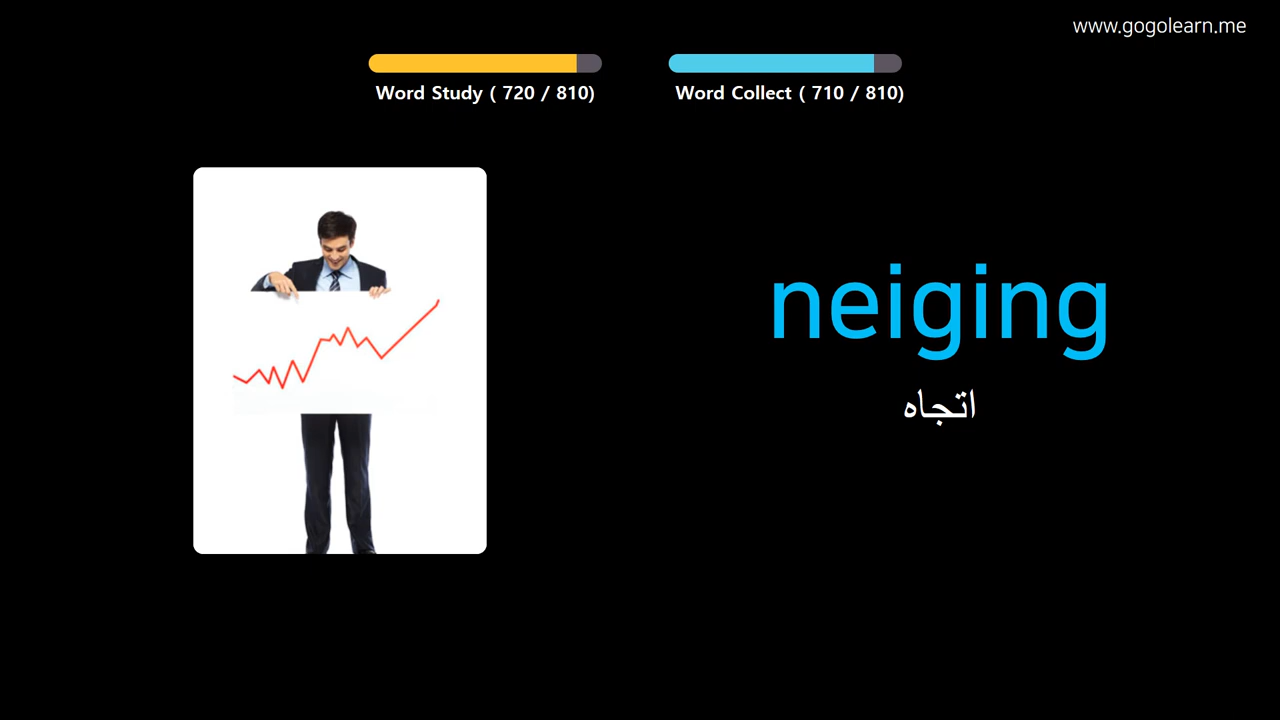 www.gogolearn.me
Word Study ( 720 / 810)
Word Collect ( 710 / 810)
neiging
اتجاه